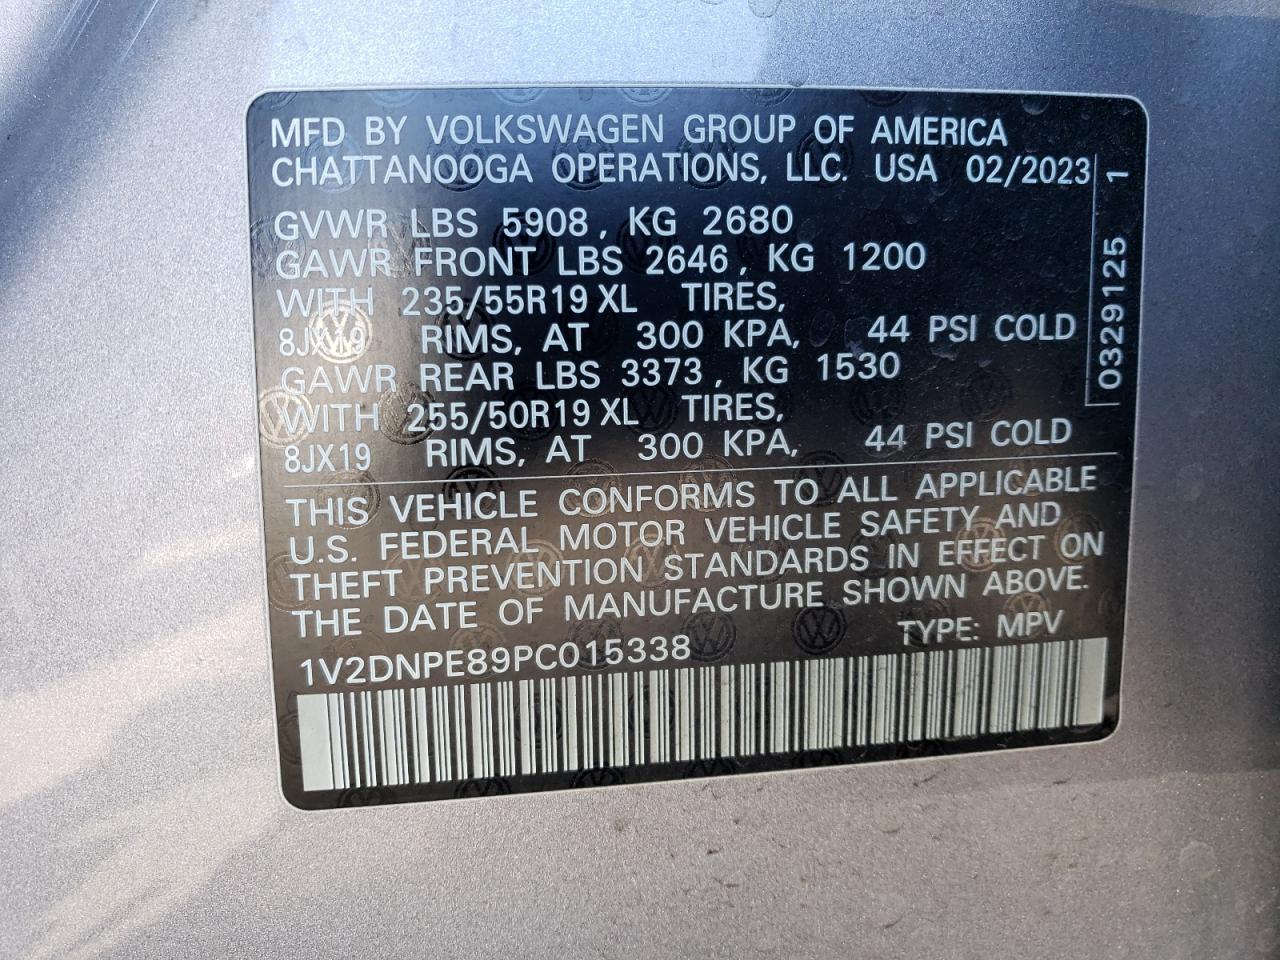 MFD BY VOLKSWAGEN GROUP OF AMERICA
CHATTANOOGA OPERATIONS, LLC. USA 02/2023
GVWR LBS 5908, KG 2680
GAWR FRONT LBS 2646, KG 1200
WITH 235/55R19 XL TIRES,
8JX19 RIMS, AT 300 KPA, 44 PSI COLD
GAWR REAR LBS 3373, KG 1530
WITH 255/50R19 XL TIRES,
8JX19 RIMS, AT 300 KPA, 44 PSI COLD
0329125 1
THIS VEHICLE CONFORMS TO ALL APPLICABLE
U.S. FEDERAL MOTOR VEHICLE SAFETY AND
THEFT PREVENTION STANDARDS IN EFFECT ON
THE DATE OF MANUFACTURE SHOWN ABOVE.
1V2DNPE89PC015338 TYPE: MPV